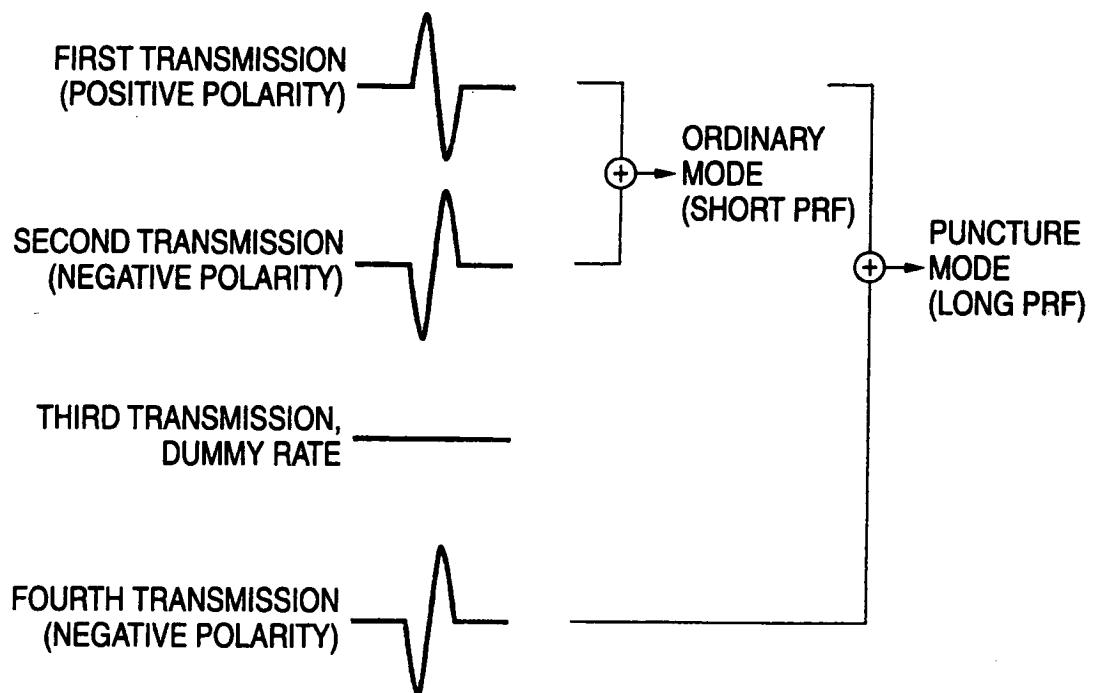 FIRST TRANSMISSION
(POSITIVE POLARITY)
ORDINARY
MODE
(SHORT PRF)
SECOND TRANSMISSION
(NEGATIVE POLARITY)
PUNCTURE
MODE
(LONG PRF)
THIRD TRANSMISSION,
DUMMY RATE
FOURTH TRANSMISSION
(NEGATIVE POLARITY)